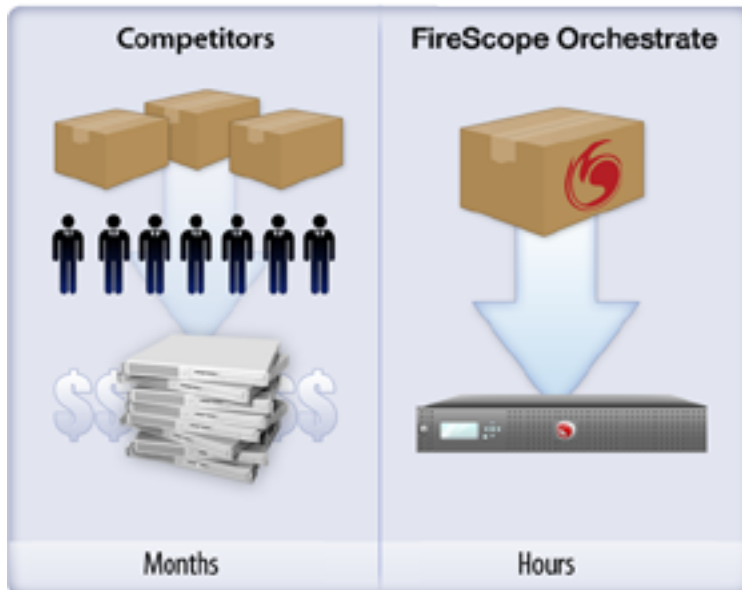 Competitors
FireScope Orchestrate
$$
$$
Months
Hours